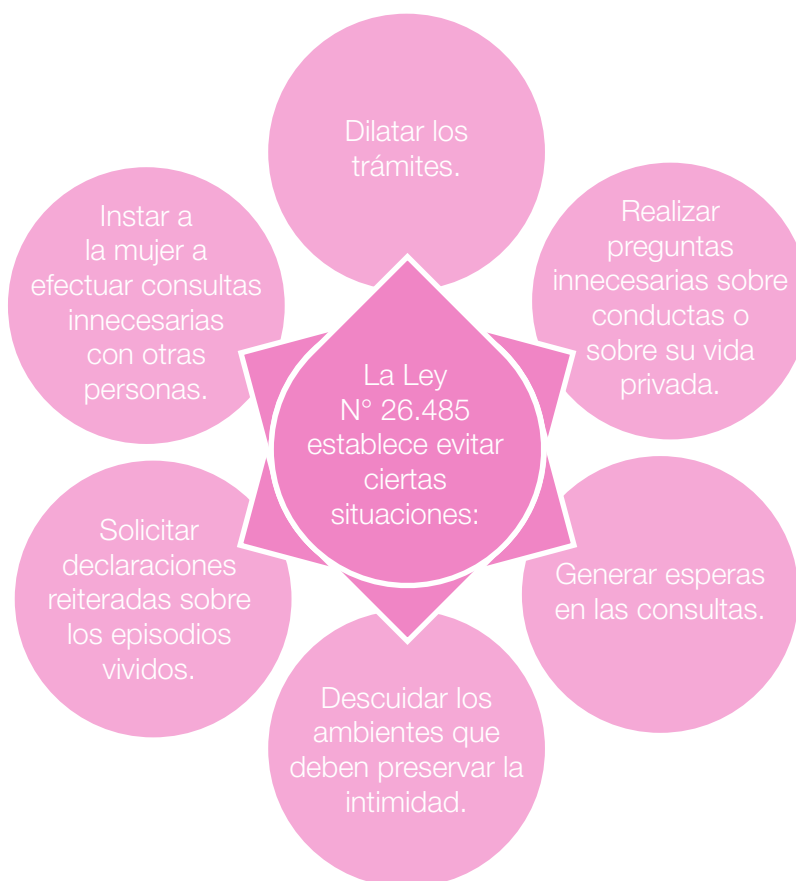 Dilatar los
trámites.
Realizar
preguntas
innecesarias sobre
conductas o
sobre su vida
privada.
Generar esperas
en las consultas.
Descuidar los
ambientes que
deben preservar la
intimidad.
Solicitar
declaraciones
reiteradas sobre
los episodios
vividos.
Instar a
la mujer a
efectuar consultas
innecesarias
con otras
personas.
La Ley
N° 26.485
establece evitar
ciertas
situaciones: